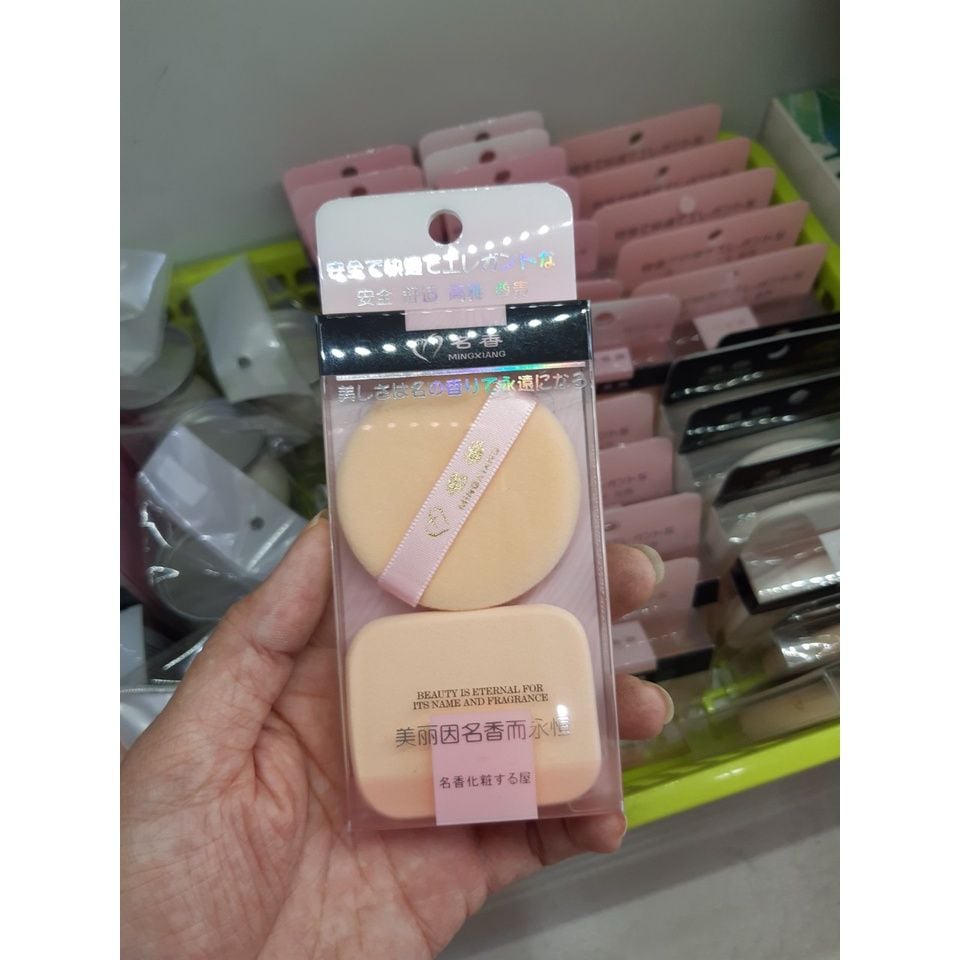 安全で快適でエレガントな
安全 舒适 高雅 尊贵
名香
MINGXIANG
美しさは名の香りで永遠になる
MINGXIANG
BEAUTY IS ETERNAL FOR
ITS NAME AND FRAGRANCE
美丽因名香而永恒
名香化粧する屋